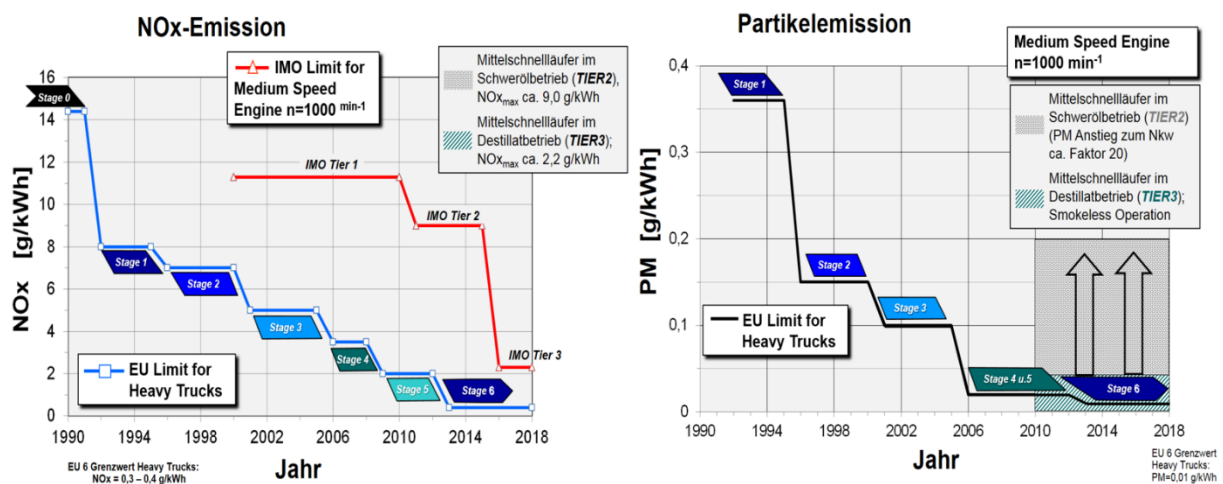 NOx-Emission
IMO Limit for
Medium Speed
Engine n=1000 min-1
Mittelschnellläufer im
Schwerölbetrieb (TIER2),
NOxmax ca. 9,0 g/kWh
Mittelschnellläufer im
Destillatbetrieb (TIER3);
NOxmax ca. 2,2 g/kWh
NOx [g/kWh]
16
14
12
10
8
6
4
2
0
Stage 0
IMO Tier 1
IMO Tier 2
IMO Tier 3
Stage 1
Stage 2
Stage 3
Stage 4
Stage 5
Stage 6
EU Limit for
Heavy Trucks
1990 1994 1998 2002 2006 2010 2014 2018
Jahr
EU 6 Grenzwert Heavy Trucks:
NOx = 0,3 – 0,4 g/kWh
Partikelemission
Medium Speed Engine
n=1000 min-1
Mittelschnellläufer im
Schwerölbetrieb (TIER2)
(PM Anstieg zum Nkw
ca. Faktor 20)
Mittelschnellläufer im
Destillatbetrieb (TIER3);
Smokeless Operation
PM [g/kWh]
0,4
0,3
0,2
0,1
0
Stage 1
Stage 2
Stage 3
Stage 4 u.5
Stage 6
EU Limit for
Heavy Trucks
1990 1994 1998 2002 2006 2010 2014 2018
Jahr
EU 6 Grenzwert
Heavy Trucks:
PM=0,01 g/kWh